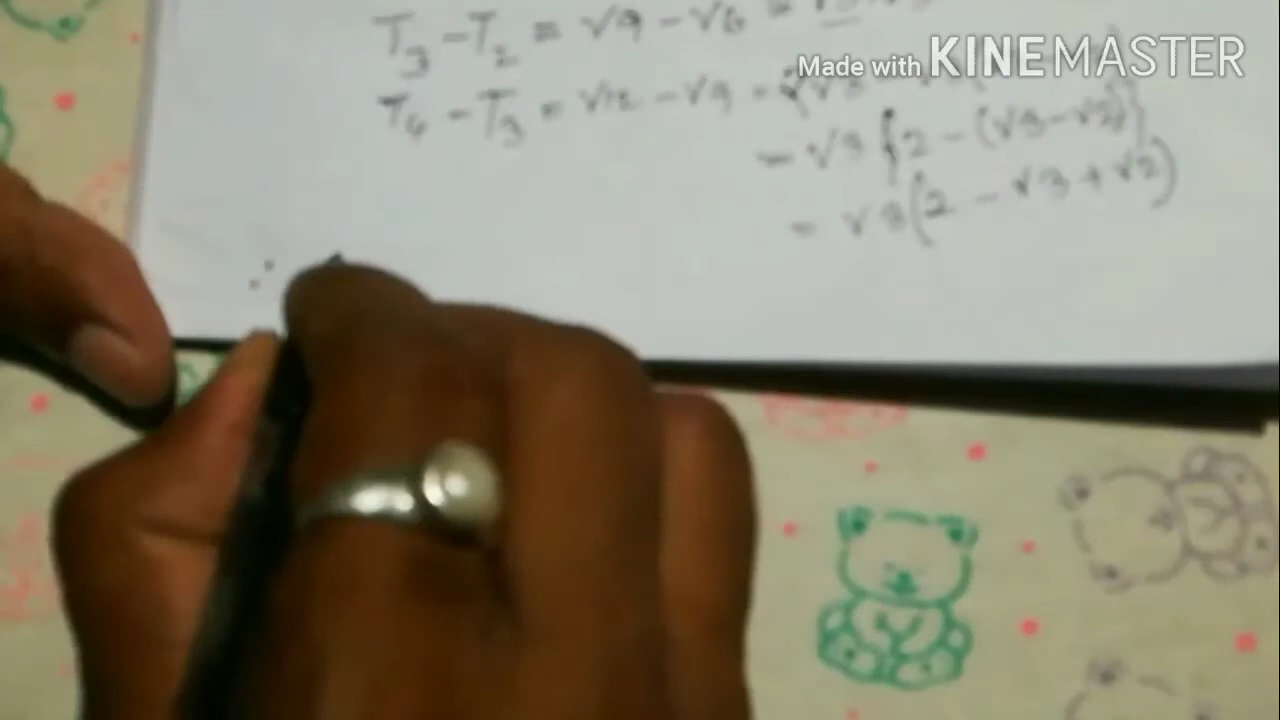 T₃ - T₂ = √9 - √6 =
Made with KINEMASTER
T₄ - T₃ = √12 - √9 =
= √3 {2 - (√3 - √2)}
= √3 (2 - √3 + √2)
∴